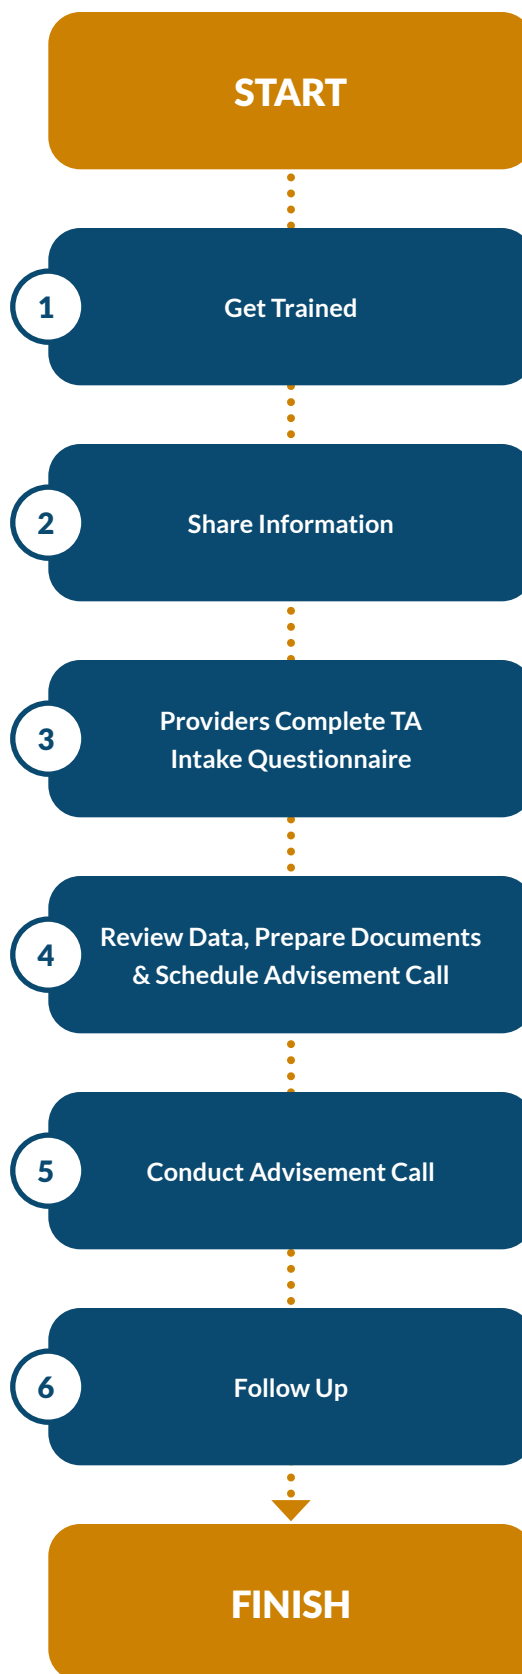 START
1
Get Trained
2
Share Information
3
Providers Complete TA
Intake Questionnaire
4
Review Data, Prepare Documents
& Schedule Advisement Call
5
Conduct Advisement Call
6
Follow Up
FINISH